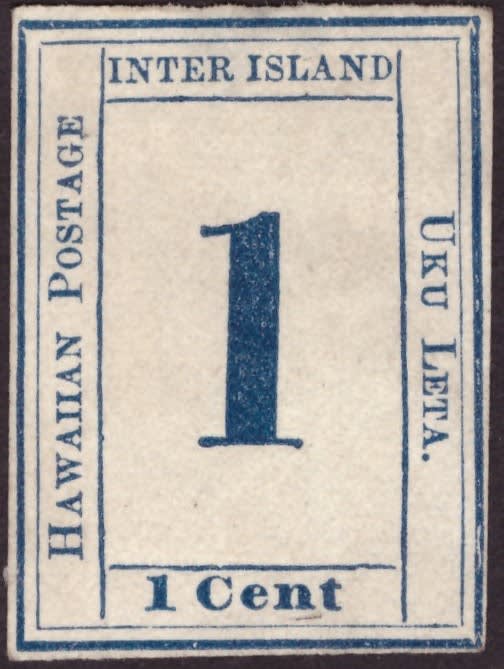 INTER ISLAND
HAWAIIAN POSTAGE
1
UKU LETA.
1 Cent